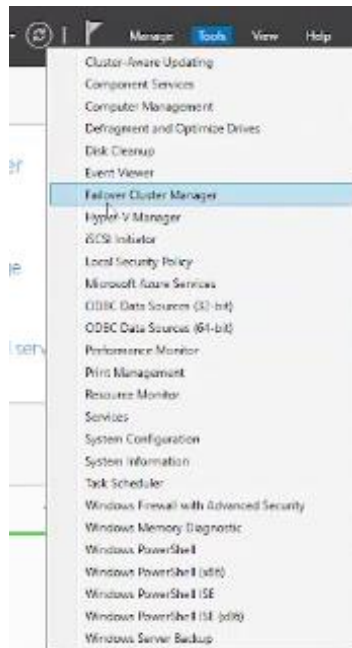 Manage Tools View Help
Cluster-Aware Updating
Component Services
Computer Management
Defragment and Optimize Drives
Disk Cleanup
Event Viewer
Failover Cluster Manager
Hyper-V Manager
iSCSI Initiator
Local Security Policy
Microsoft Azure Services
ODBC Data Sources (32-bit)
ODBC Data Sources (64-bit)
Performance Monitor
Print Management
Resource Monitor
Services
System Configuration
System Information
Task Scheduler
Windows Firewall with Advanced Security
Windows Memory Diagnostic
Windows PowerShell
Windows PowerShell (x86)
Windows PowerShell ISE
Windows PowerShell ISE (x86)
Windows Server Backup